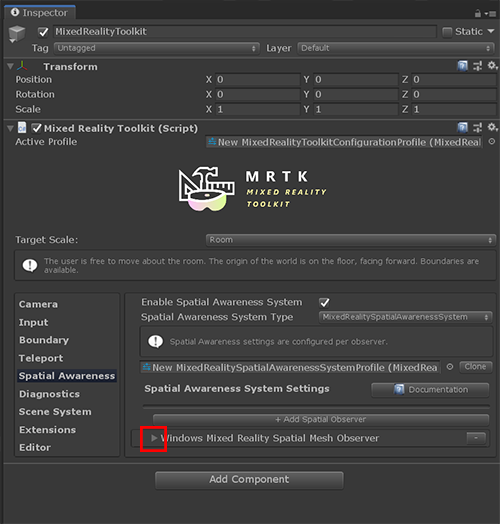 Inspector
MixedRealityToolkit
Static
Tag Untagged Layer Default
Transform
Position X 0 Y 0 Z 0
Rotation X 0 Y 0 Z 0
Scale X 1 Y 1 Z 1
Mixed Reality Toolkit (Script)
Active Profile New MixedRealityToolkitConfigurationProfile (MixedReal
MRTK
MIXED REALITY
TOOLKIT
Target Scale: Room
The user is free to move about the room. The origin of the world is on the floor, facing forward. Boundaries are
available.
Camera
Input
Boundary
Teleport
Spatial Awareness
Diagnostics
Scene System
Extensions
Editor
Enable Spatial Awareness System
Spatial Awareness System Type MixedRealitySpatialAwarenessSystem
Spatial Awareness settings are configured per observer.
New MixedRealitySpatialAwarenessSystemProfile (MixedRea Clone
Spatial Awareness System Settings Documentation
+ Add Spatial Observer
Windows Mixed Reality Spatial Mesh Observer -
Add Component